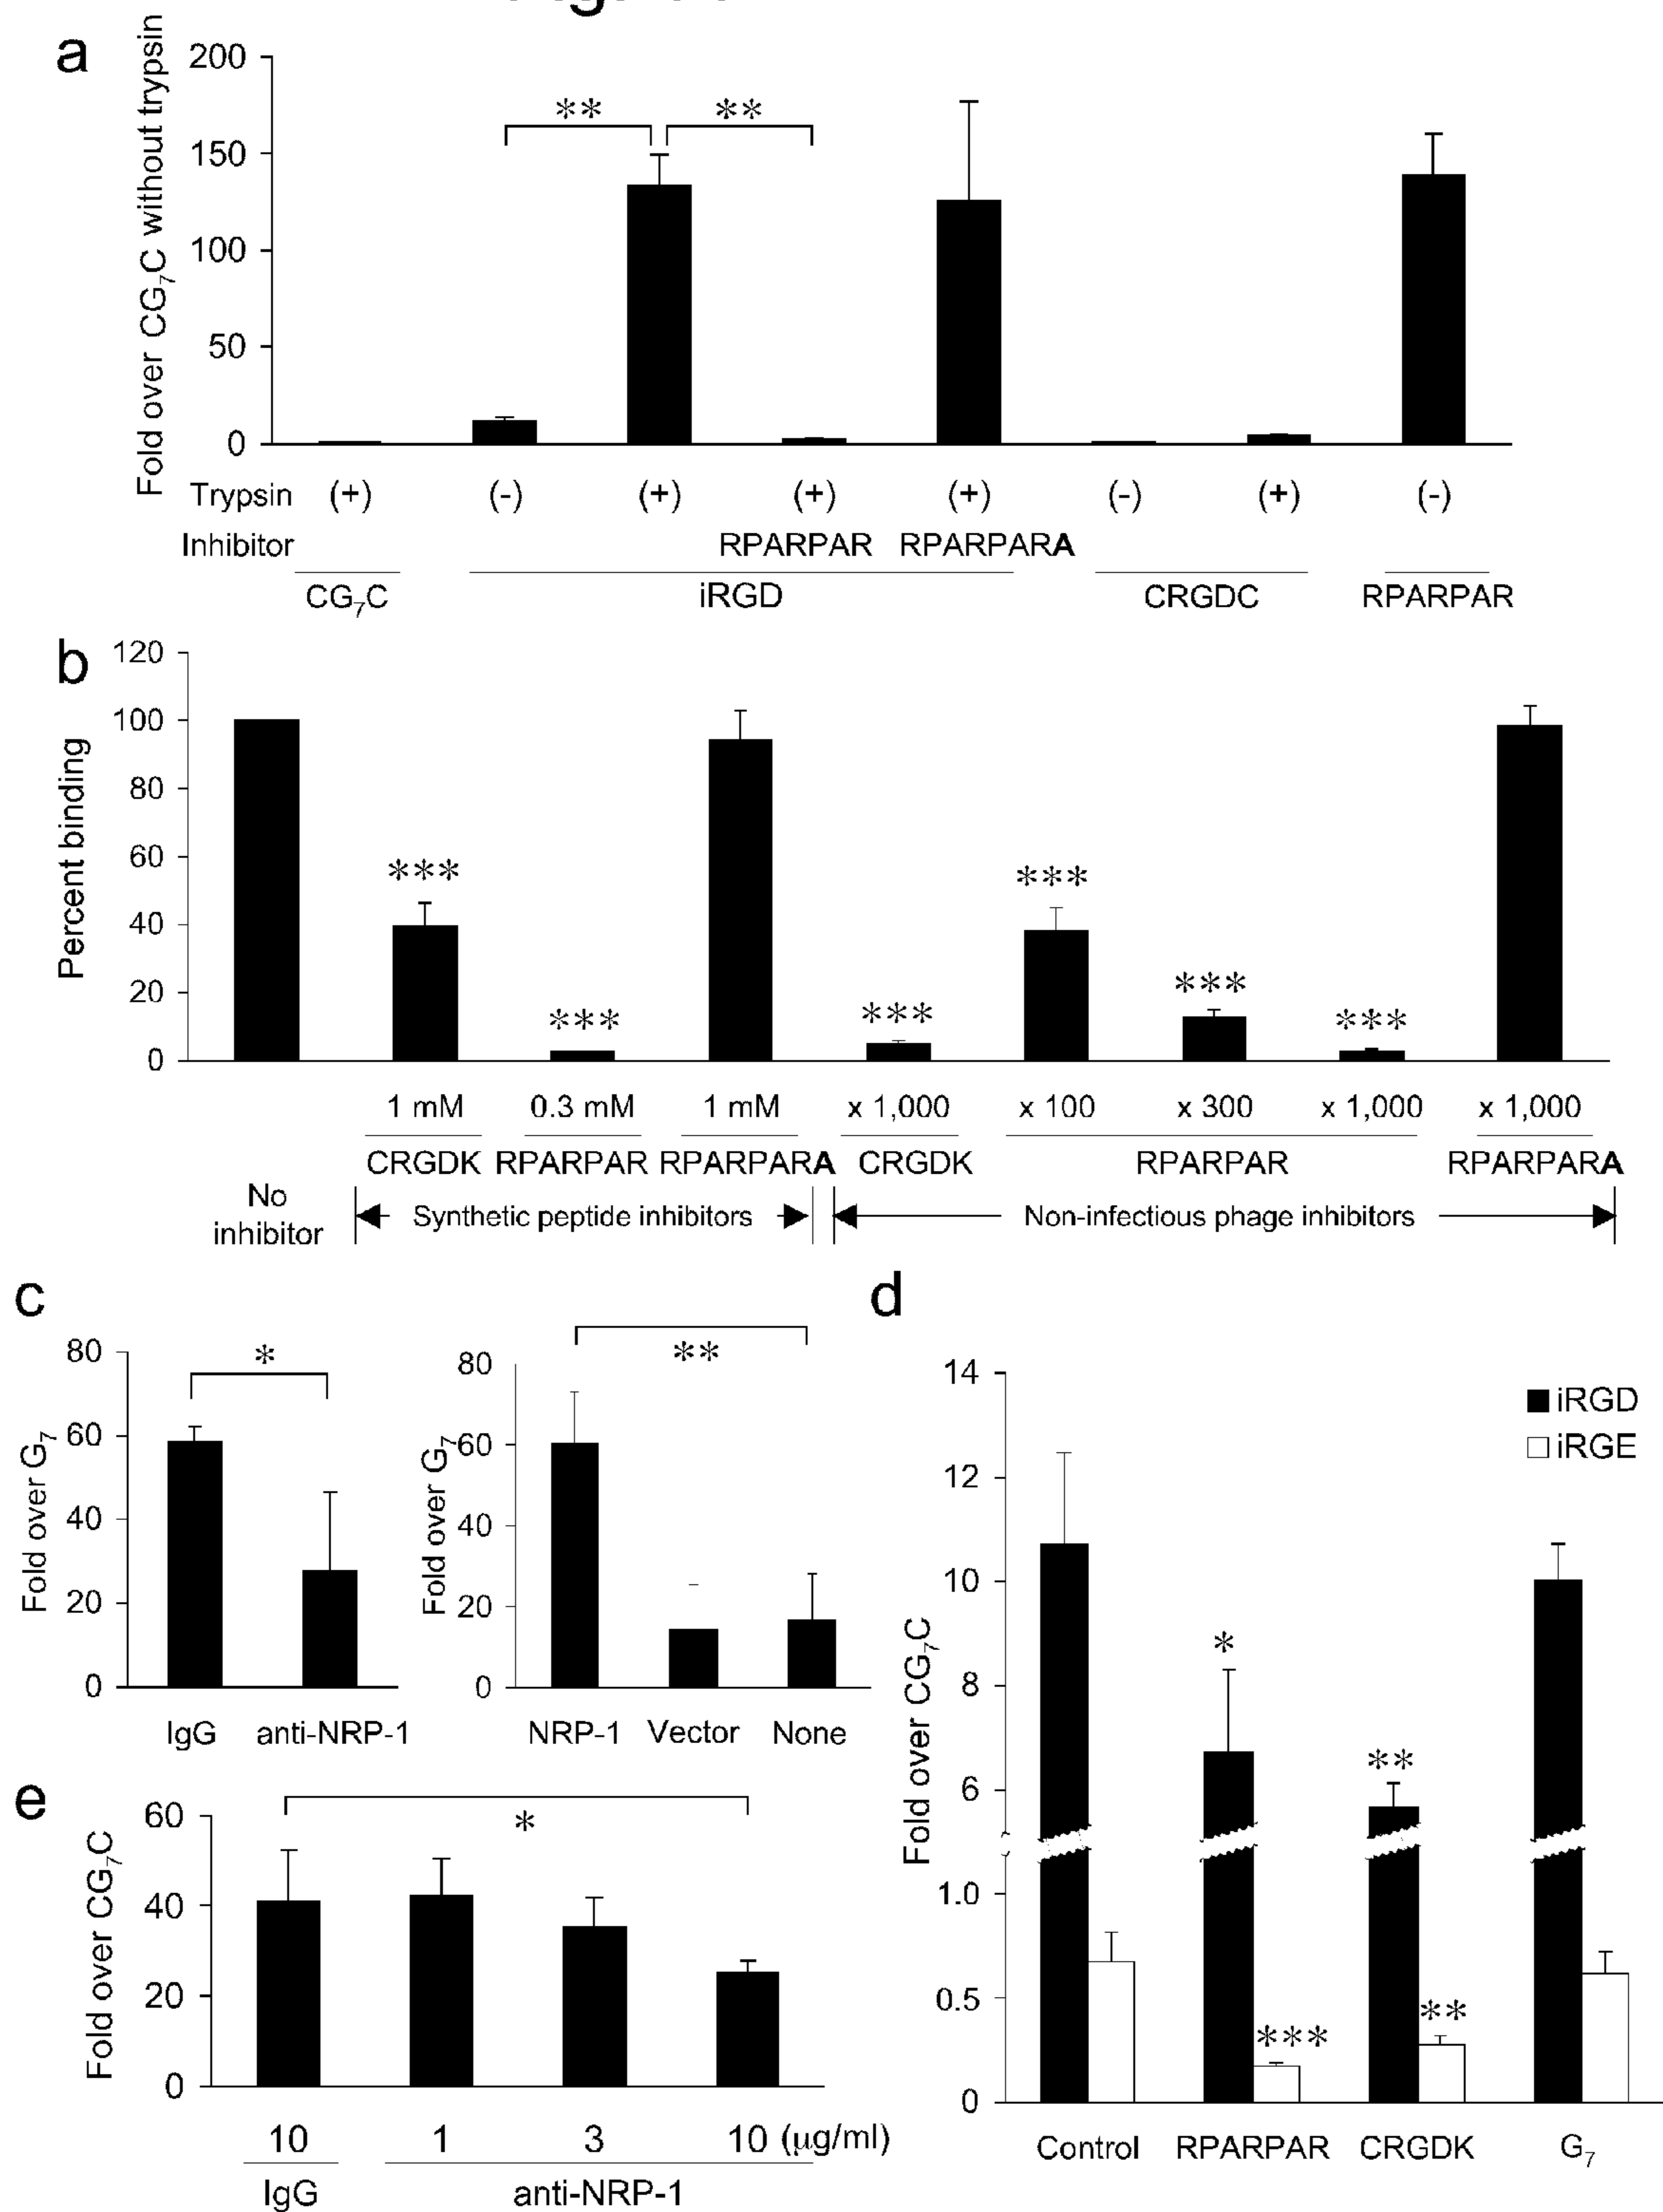 a
Fold over CG₇C without trypsin
200
150
100
50
0
** **
Trypsin (+) (-) (+) (+) (+) (-) (+) (-)
Inhibitor RPARPAR RPARPARA
CG₇C iRGD CRGDC RPARPAR
b
Percent binding
120
100
80
60
40
20
0
*** *** *** *** *** ***
1 mM 0.3 mM 1 mM x 1,000 x 100 x 300 x 1,000 x 1,000
CRGDK RPARPAR RPARPARA CRGDK RPARPAR RPARPARA
No inhibitor
Synthetic peptide inhibitors Non-infectious phage inhibitors
c
Fold over G₇
80
60
40
20
0
*
IgG anti-NRP-1
Fold over G₇
80
60
40
20
0
**
NRP-1 Vector None
d
Fold over CG₇C
14
12
10
8
6
1.0
0.5
0
iRGD
iRGE
* ** *** **
Control RPARPAR CRGDK G₇
e
Fold over CG₇C
60
40
20
0
*
10 1 3 10 (μg/ml)
IgG anti-NRP-1